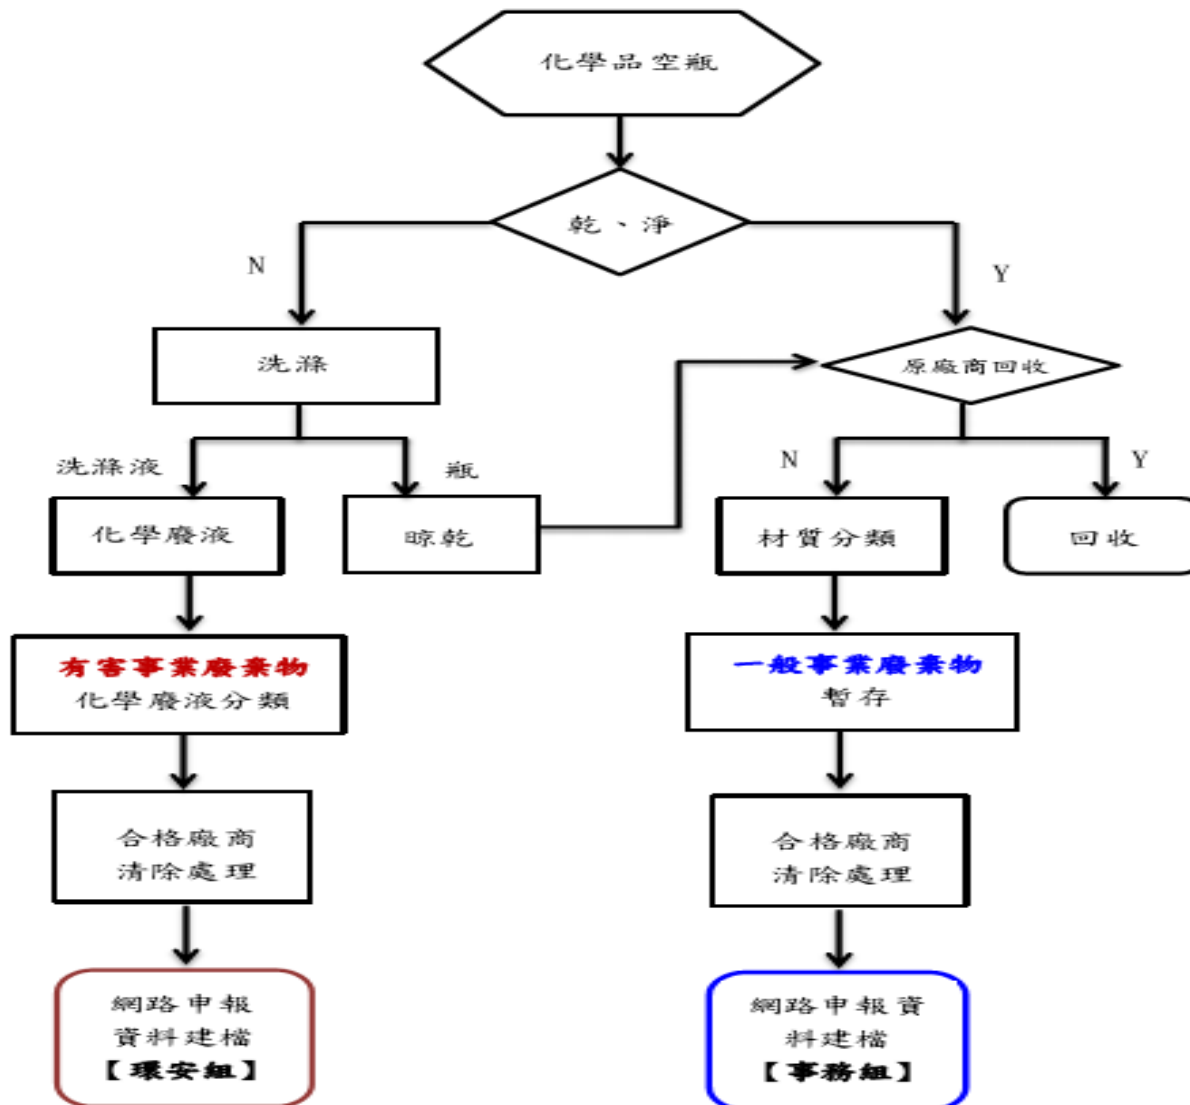 化學品空瓶
乾、淨
N
Y
洗滌
原廠商回收
洗滌液
瓶
N
Y
化學廢液
晾乾
材質分類
回收
有害事業廢棄物
化學廢液分類
一般事業廢棄物
暫存
合格廠商
清除處理
合格廠商
清除處理
網路申報
資料建檔
【環安組】
網路申報資
料建檔
【事務組】